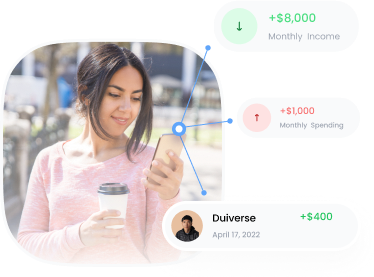 ↓ +$8,000
Monthly Income
↑ +$1,000
Monthly Spending
Duiverse +$400
April 17, 2022